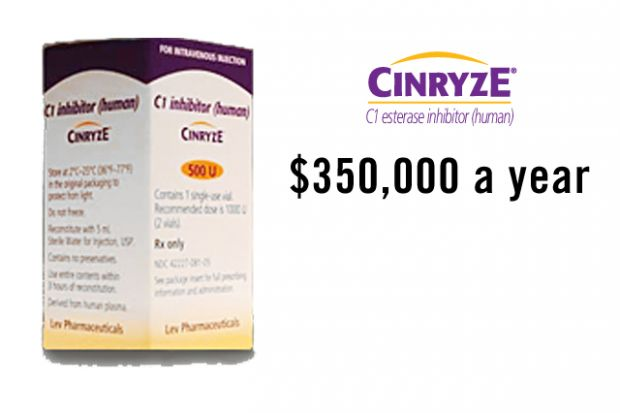 C1 inhibitor (human)
CINRYZE
Store at 2°C–25°C (36°F–77°F)
in the original packaging to
protect from light.
Do not freeze.
Reconstitute with 5 mL
Sterile Water for Injection, USP.
Contains no preservatives.
Use entire contents within
3 hours of reconstitution.
Derived from human plasma.
Lev Pharmaceuticals
FOR INTRAVENOUS INJECTION
C1 inhibitor (human)
CINRYZE
500 U
Contains 1 single-use vial.
Recommended dose is 1000 U
(2 vials).
Rx only
NDC 42227-081-05
See package insert for full prescribing
information and administration.
Lev Pharmaceuticals
CINRYZE®
C1 esterase inhibitor (human)
$350,000 a year